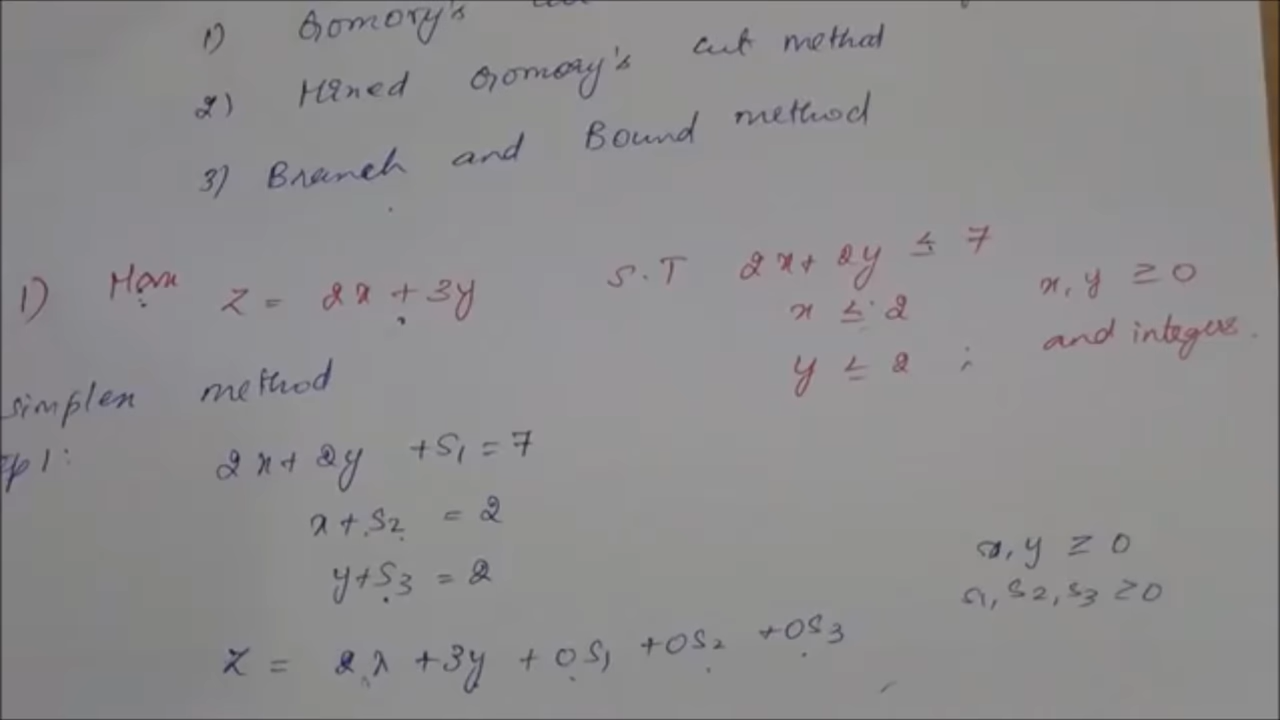 1) Gomory's
2) Mixed Gomory's cut method
3) Branch and Bound method
1) Max Z = 2x + 3y S.T 2x + 2y ≤ 7
x ≤ 2
y ≤ 2 ;
x, y ≥ 0
and integers.
simplex method
2x + 2y + S1 = 7
x + S2 = 2
y + S3 = 2
x, y ≥ 0
s1, s2, s3 ≥ 0
Z = 2x + 3y + 0S1 + 0S2 + 0S3